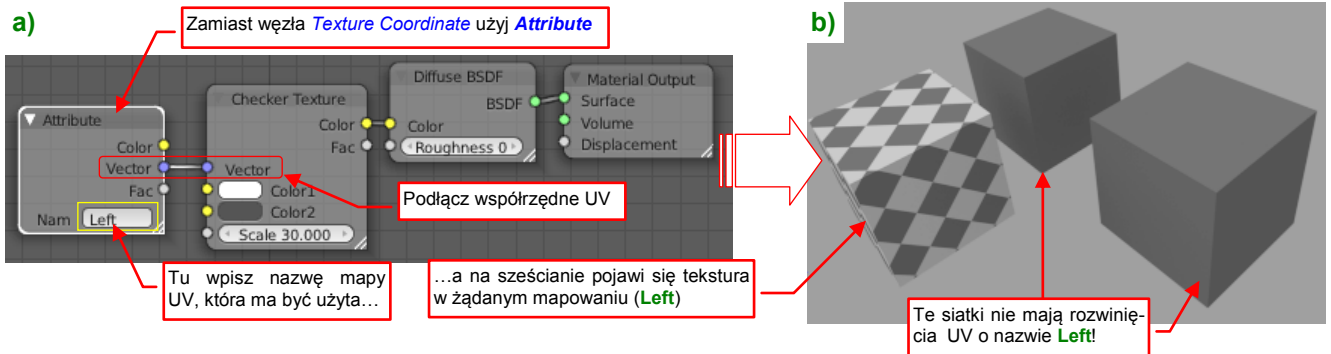 a)
Zamiast węzła Texture Coordinate użyj Attribute
b)
Attribute
Color
Vector
Fac
Nam Left
Checker Texture
Color
Fac
Vector
Color1
Color2
Scale 30.000
Diffuse BSDF
BSDF
Color
Roughness 0
Material Output
Surface
Volume
Displacement
Podłącz współrzędne UV
Tu wpisz nazwę mapy
UV, która ma być użyta…
…a na sześcianie pojawi się tekstura
w żądanym mapowaniu (Left)
Te siatki nie mają rozwinię-
cia UV o nazwie Left!